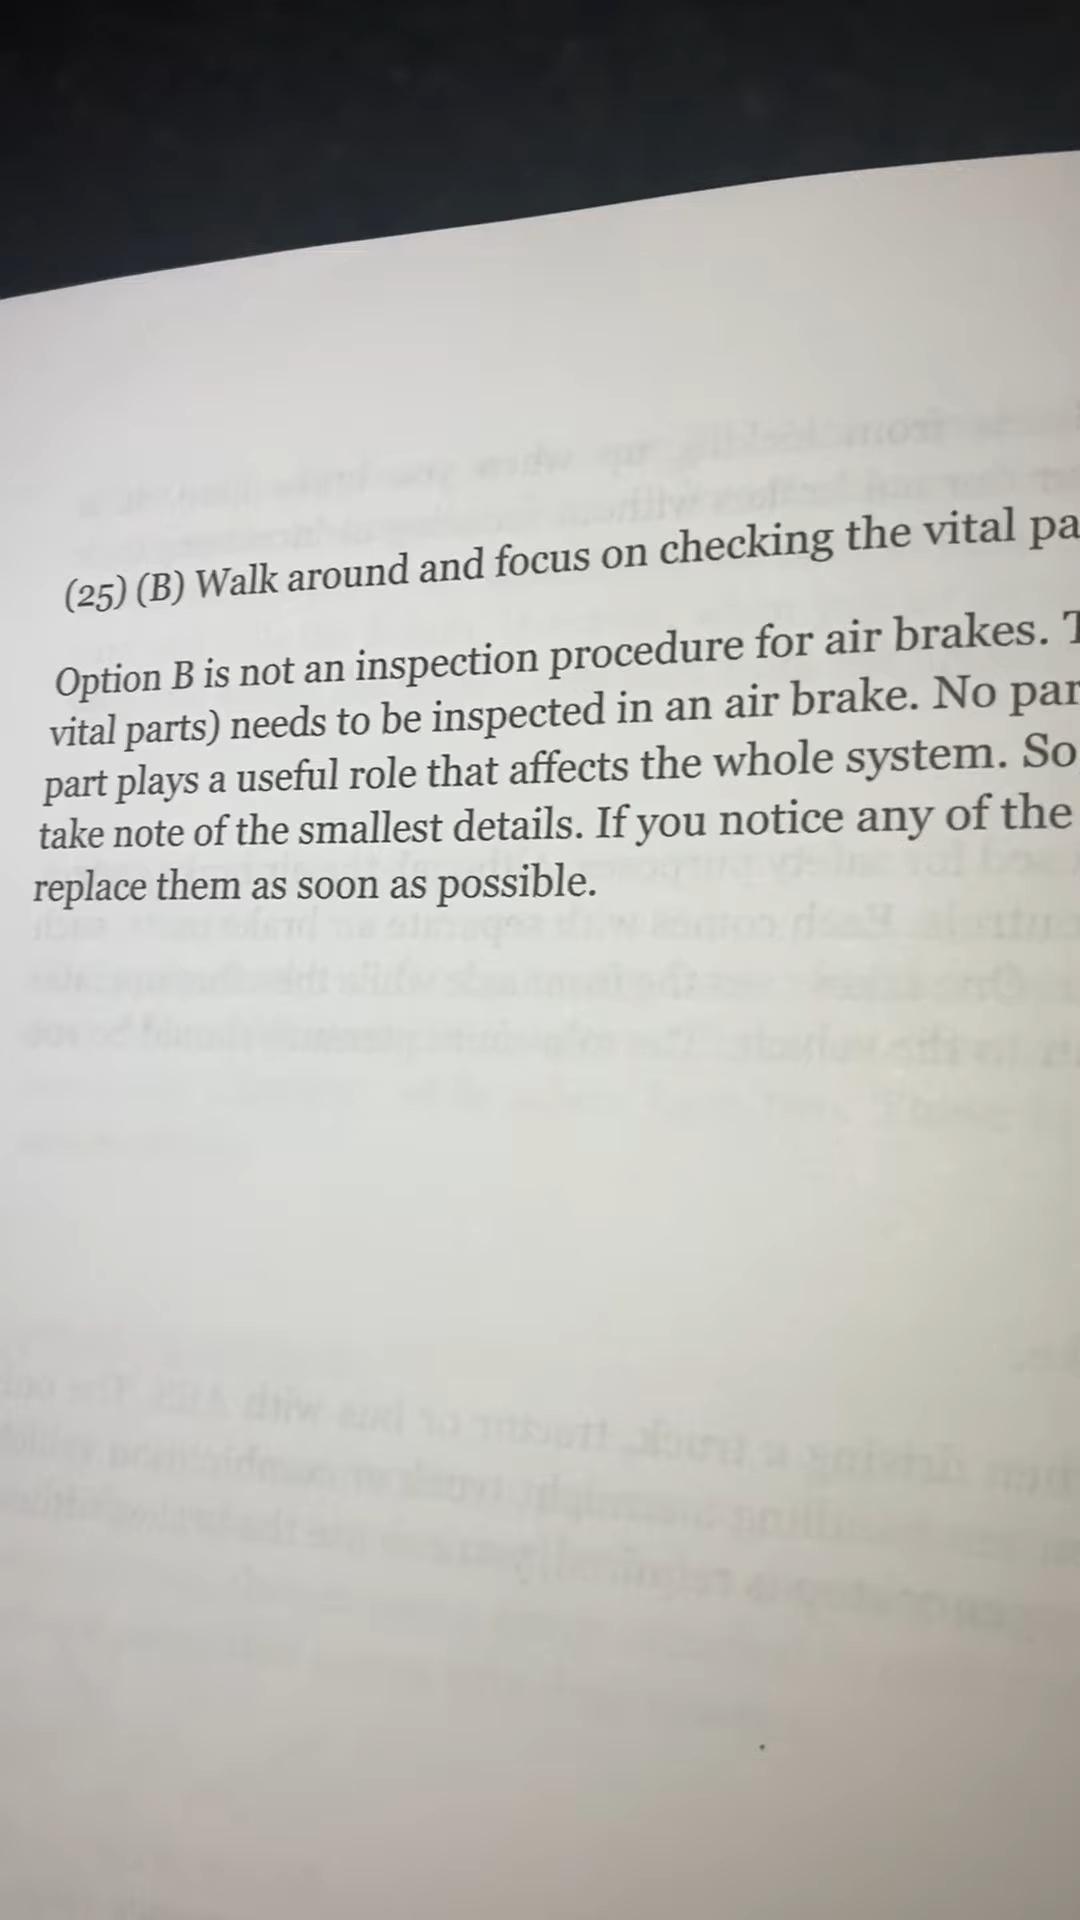 (25) (B) Walk around and focus on checking the vital pa
Option B is not an inspection procedure for air brakes. T
vital parts) needs to be inspected in an air brake. No par
part plays a useful role that affects the whole system. So
take note of the smallest details. If you notice any of the
replace them as soon as possible.